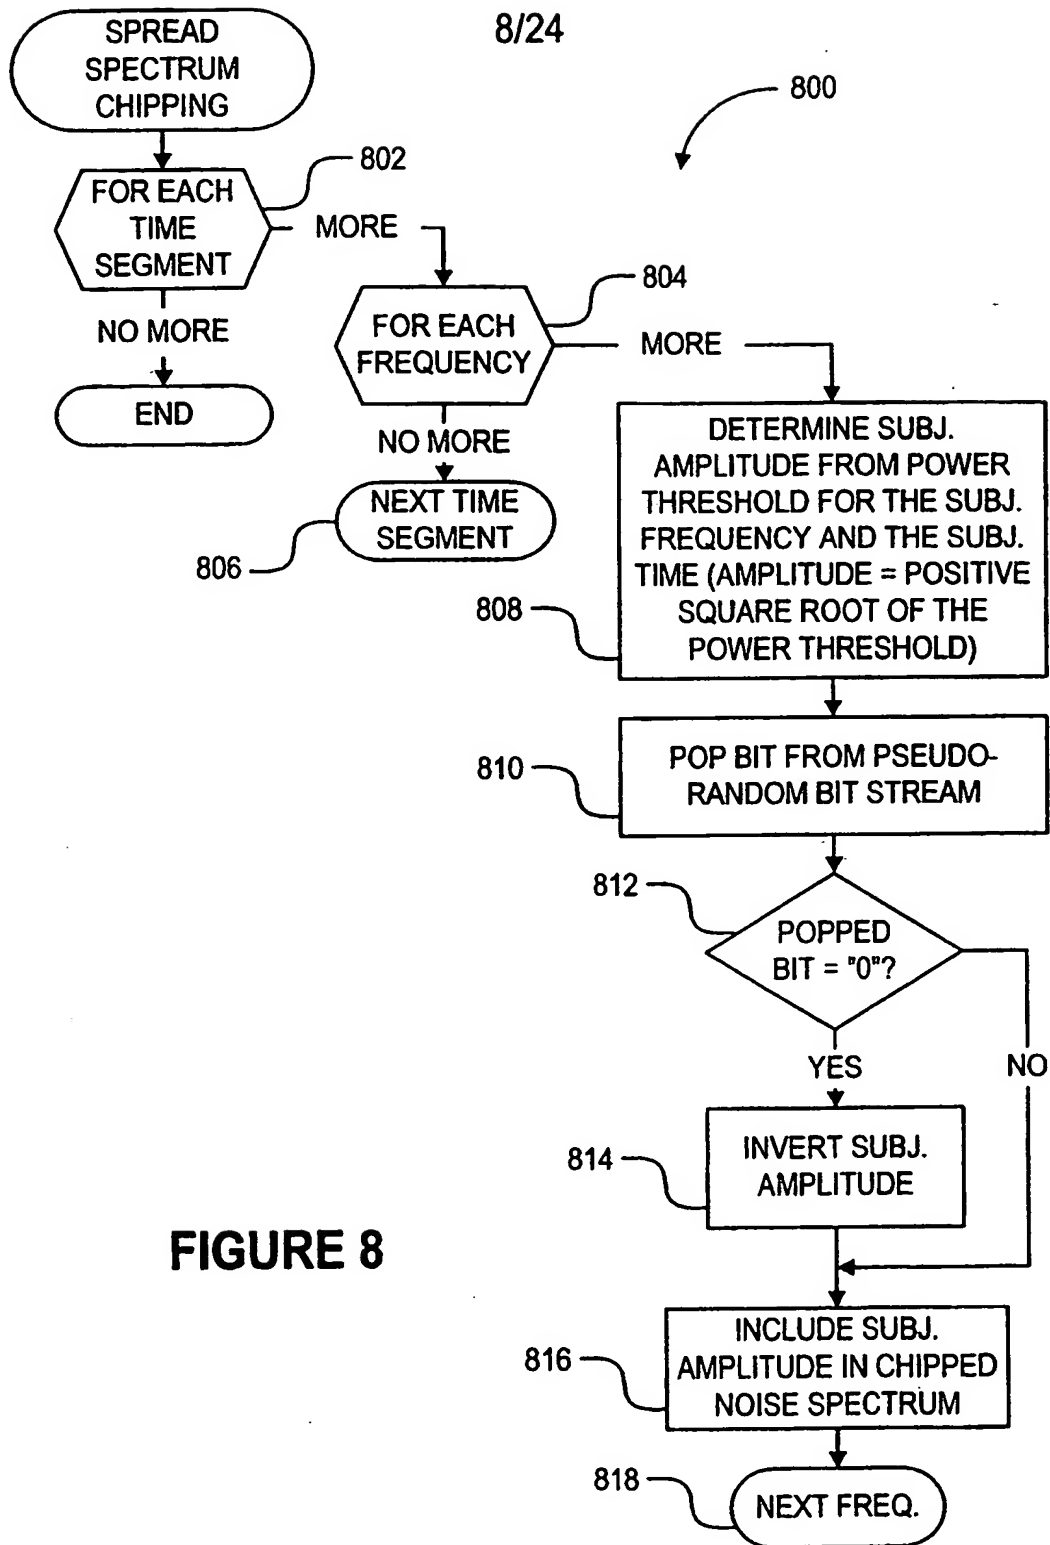 8/24
SPREAD
SPECTRUM
CHIPPING
800
802
FOR EACH
TIME
SEGMENT
MORE
NO MORE
END
804
FOR EACH
FREQUENCY
MORE
NO MORE
NEXT TIME
SEGMENT
806
DETERMINE SUBJ.
AMPLITUDE FROM POWER
THRESHOLD FOR THE SUBJ.
FREQUENCY AND THE SUBJ.
TIME (AMPLITUDE = POSITIVE
SQUARE ROOT OF THE
POWER THRESHOLD)
808
POP BIT FROM PSEUDO-
RANDOM BIT STREAM
810
812
POPPED
BIT = "0"?
YES
NO
INVERT SUBJ.
AMPLITUDE
814
INCLUDE SUBJ.
AMPLITUDE IN CHIPPED
NOISE SPECTRUM
816
818
NEXT FREQ.
FIGURE 8